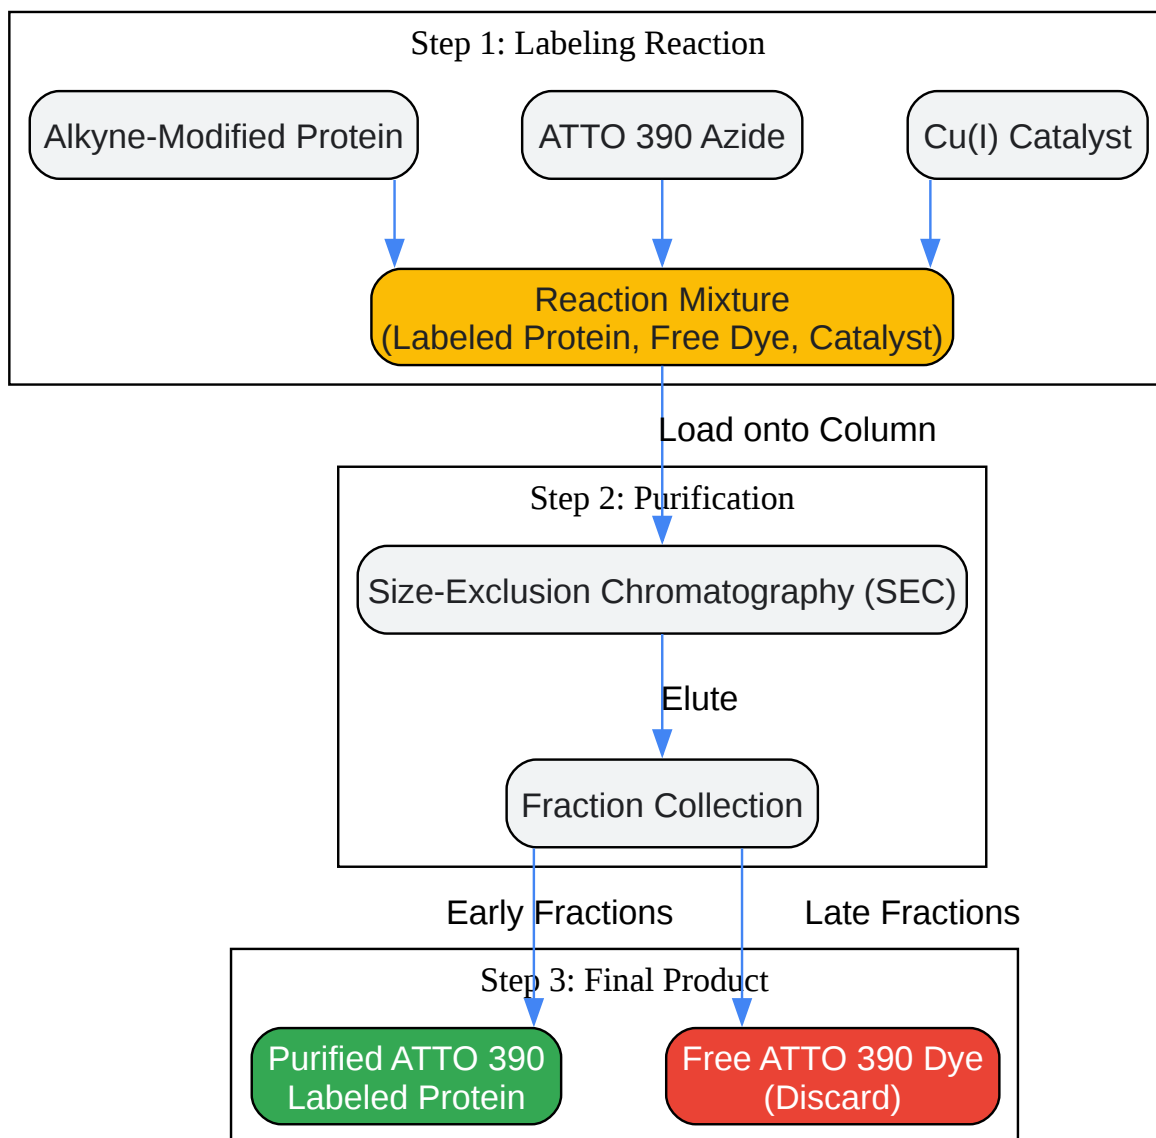 Step 1: Labeling Reaction
Alkyne-Modified Protein
ATTO 390 Azide
Cu(I) Catalyst
Reaction Mixture
(Labeled Protein, Free Dye, Catalyst)
Load onto Column
Step 2: Purification
Size-Exclusion Chromatography (SEC)
Elute
Fraction Collection
Early Fractions
Late Fractions
Step 3: Final Product
Purified ATTO 390
Labeled Protein
Free ATTO 390 Dye
(Discard)